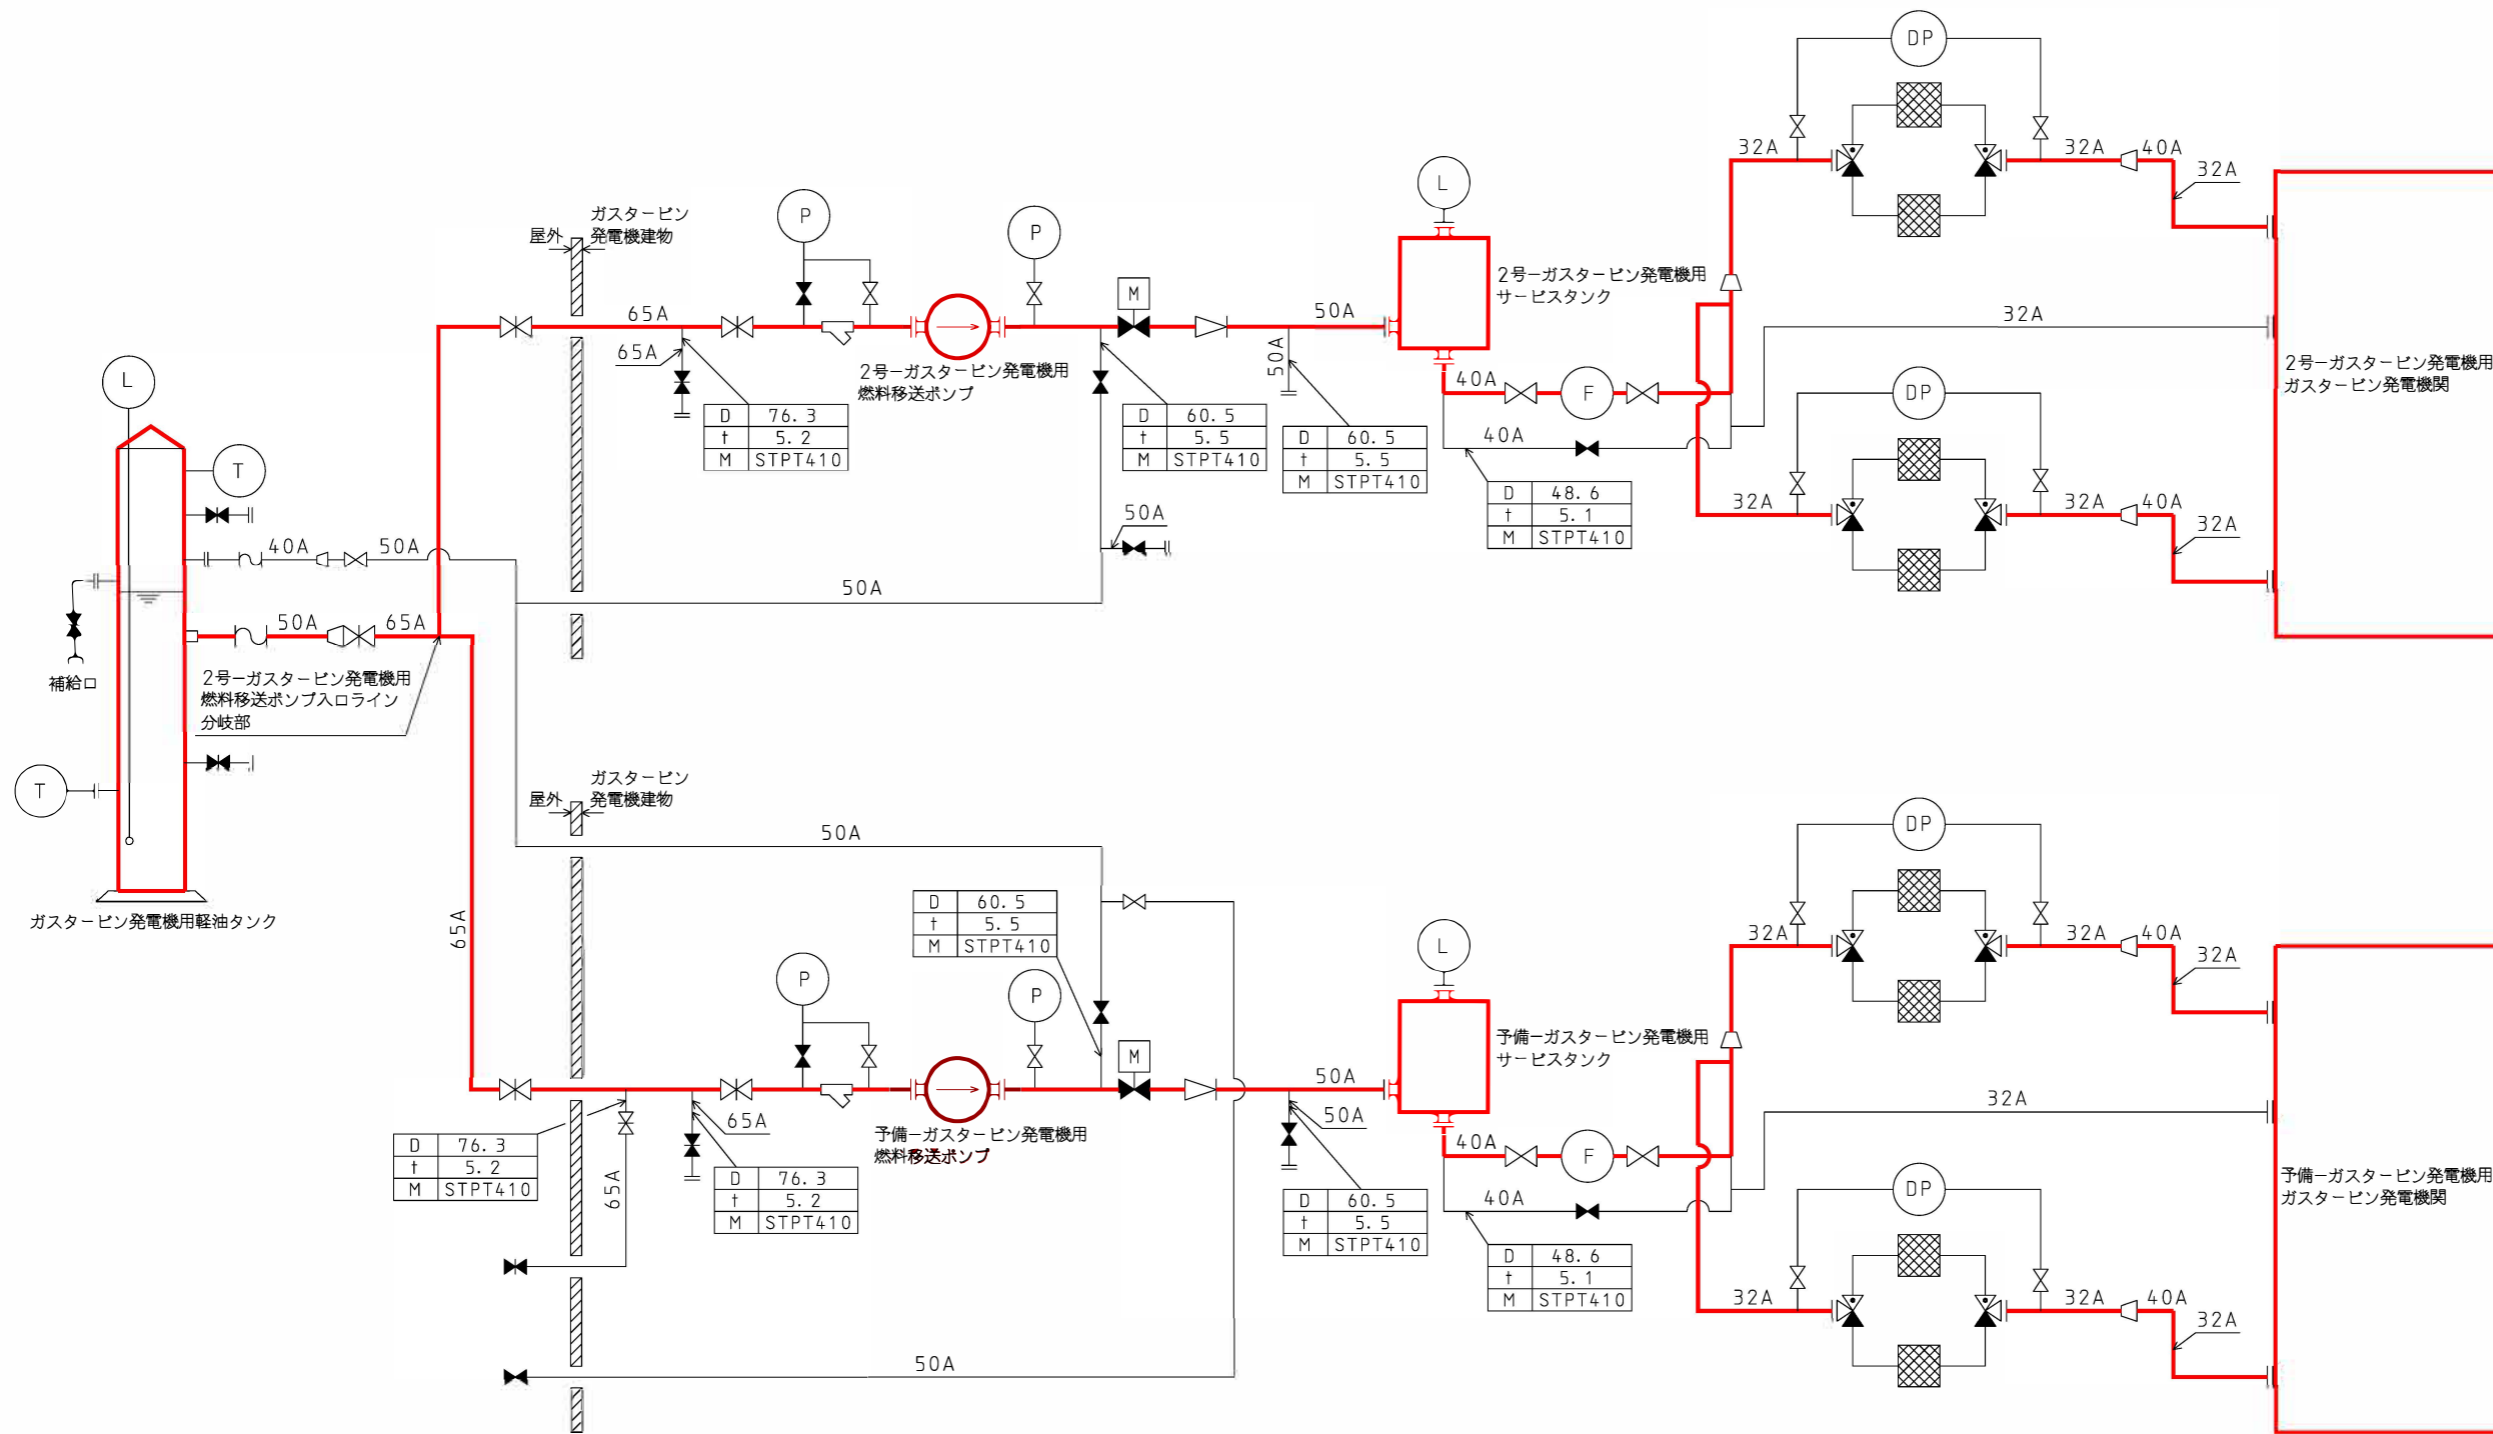 DP
32A
32A
40A
32A
L
ガスタービン
発電機建物
屋外
P
P
M
65A
65A
50A
50A
2号-ガスタービン発電機用
サービスタンク
32A
2号-ガスタービン発電機用
ガスタービン発電機関
2号-ガスタービン発電機用
燃料移送ポンプ
D 76.3
t 5.2
M STPT410
D 60.5
t 5.5
M STPT410
D 60.5
t 5.5
M STPT410
40A
F
40A
D 48.6
t 5.1
M STPT410
DP
32A
32A
40A
32A
L
T
40A
50A
50A
50A
50A
65A
補給口
2号-ガスタービン発電機用
燃料移送ポンプ入口ライン
分岐部
T
ガスタービン発電機用軽油タンク
ガスタービン
発電機建物
屋外
50A
65A
D 60.5
t 5.5
M STPT410
P
P
M
L
50A
50A
予備-ガスタービン発電機用
サービスタンク
DP
32A
32A
40A
32A
32A
65A
予備-ガスタービン発電機用
燃料移送ポンプ
D 76.3
t 5.2
M STPT410
65A
D 76.3
t 5.2
M STPT410
D 60.5
t 5.5
M STPT410
40A
F
40A
D 48.6
t 5.1
M STPT410
予備-ガスタービン発電機用
ガスタービン発電機関
DP
32A
32A
40A
32A
50A